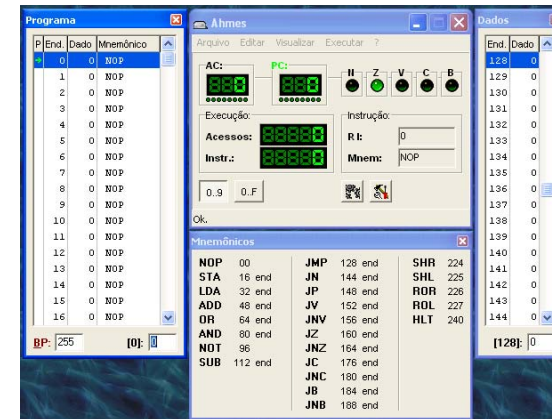 Programa
P End. Dado Mnemônico
0 0 NOP
1 0 NOP
2 0 NOP
3 0 NOP
4 0 NOP
5 0 NOP
6 0 NOP
7 0 NOP
8 0 NOP
9 0 NOP
10 0 NOP
11 0 NOP
12 0 NOP
13 0 NOP
14 0 NOP
15 0 NOP
16 0 NOP
BP: 255 [0]: 0
Ahmes
Arquivo Editar Visualizar Executar ?
AC: PC: N Z V C B
0 0
Execução: Instrução:
Acessos: 0 RI: 0
Instr.: 0 Mnem: NOP
0..9 0..F
Ok.
Mnemônicos
NOP 00 JMP 128 end SHR 224
STA 16 end JN 144 end SHL 225
LDA 32 end JP 148 end ROR 226
ADD 48 end JV 152 end ROL 227
OR 64 end JNV 156 end HLT 240
AND 80 end JZ 160 end
NOT 96 JNZ 164 end
SUB 112 end JC 176 end
JNC 180 end
JB 184 end
JNB 188 end
Dados
End. Dado
128 0
129 0
130 0
131 0
132 0
133 0
134 0
135 0
136 0
137 0
138 0
139 0
140 0
141 0
142 0
143 0
144 0
[128]: 0